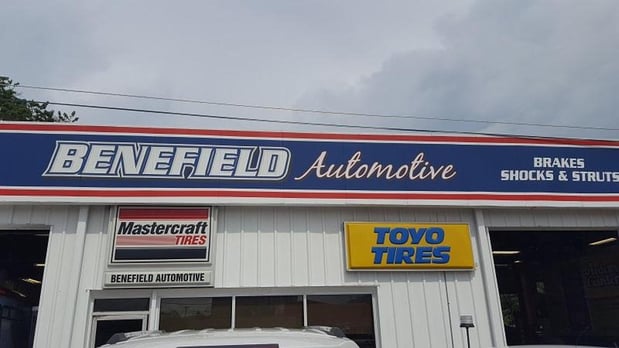 BENEFIELD Automotive
BRAKES
SHOCKS & STRUTS
Mastercraft
TIRES
BENEFIELD AUTOMOTIVE
TOYO
TIRES